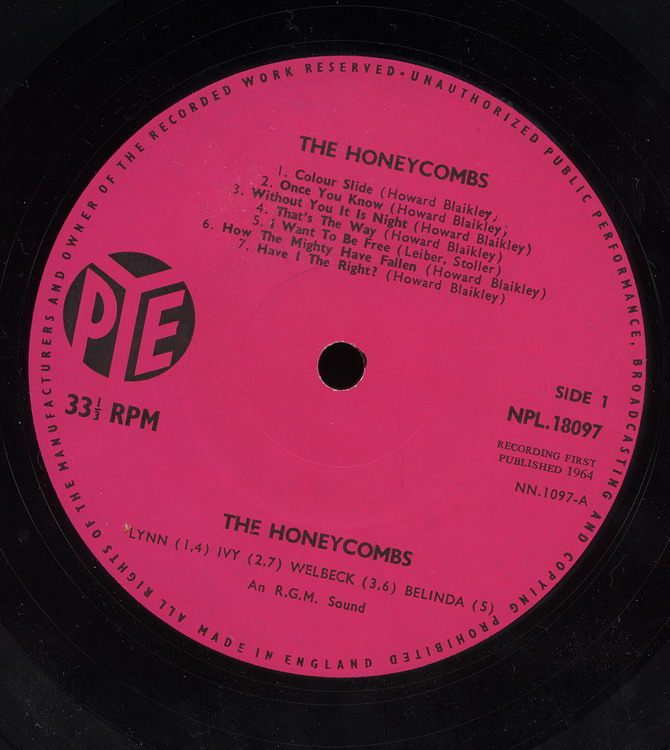 ALL RIGHTS OF THE MANUFACTURERS AND OWNER OF THE RECORDED WORK RESERVED • UNAUTHORIZED PUBLIC PERFORMANCE, BROADCASTING AND COPYING PROHIBITED
THE HONEYCOMBS
1. Colour Slide (Howard Blaikley)
2. Once You Know (Howard Blaikley)
3. Without You It Is Night (Howard Blaikley)
4. That's The Way (Howard Blaikley)
5. I Want To Be Free (Leiber, Stoller)
6. How The Mighty Have Fallen (Howard Blaikley)
7. Have I The Right? (Howard Blaikley)
PYE
33⅓ RPM
SIDE 1
NPL.18097
RECORDING FIRST
PUBLISHED 1964
NN.1097-A
THE HONEYCOMBS
LYNN (1,4) IVY (2,7) WELBECK (3,6) BELINDA (5)
An R.G.M. Sound
MADE IN ENGLAND